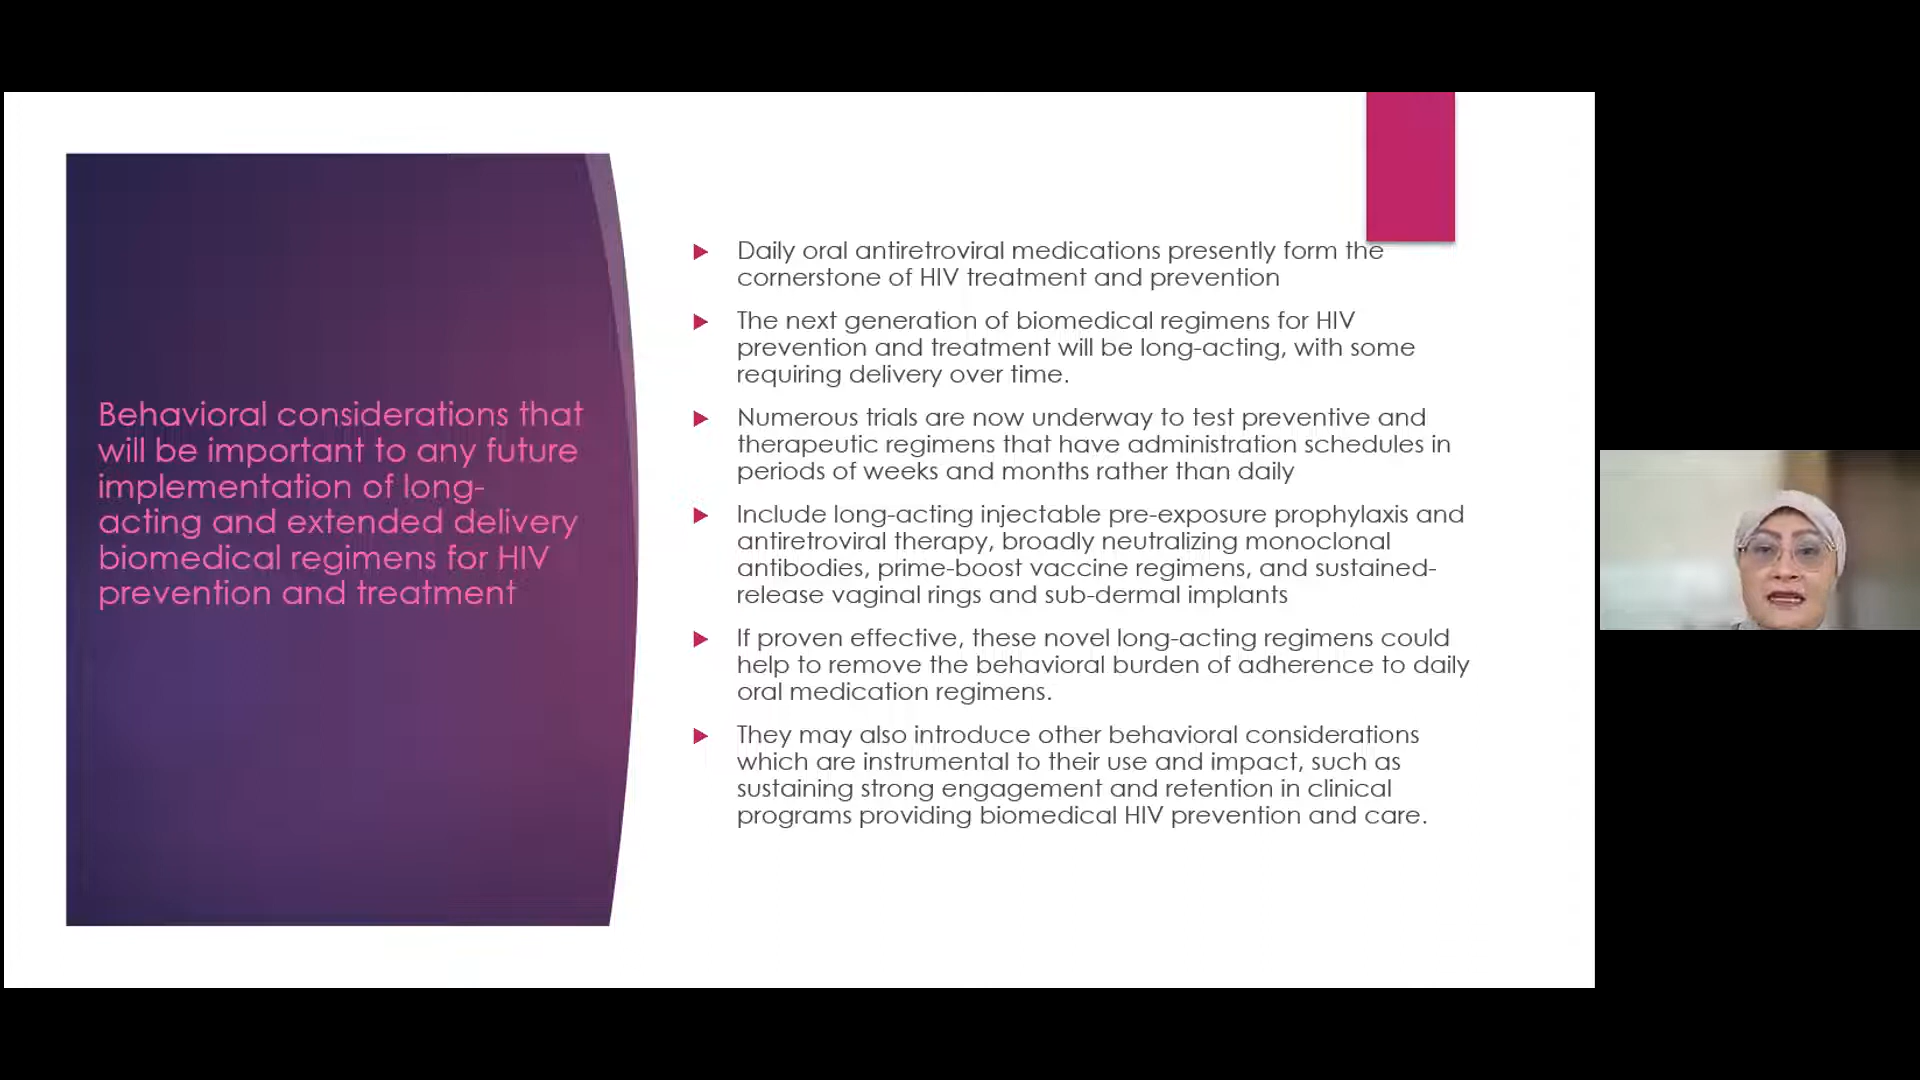 Behavioral considerations that
will be important to any future
implementation of long-
acting and extended delivery
biomedical regimens for HIV
prevention and treatment
Daily oral antiretroviral medications presently form the
cornerstone of HIV treatment and prevention
The next generation of biomedical regimens for HIV
prevention and treatment will be long-acting, with some
requiring delivery over time.
Numerous trials are now underway to test preventive and
therapeutic regimens that have administration schedules in
periods of weeks and months rather than daily
Include long-acting injectable pre-exposure prophylaxis and
antiretroviral therapy, broadly neutralizing monoclonal
antibodies, prime-boost vaccine regimens, and sustained-
release vaginal rings and sub-dermal implants
If proven effective, these novel long-acting regimens could
help to remove the behavioral burden of adherence to daily
oral medication regimens.
They may also introduce other behavioral considerations
which are instrumental to their use and impact, such as
sustaining strong engagement and retention in clinical
programs providing biomedical HIV prevention and care.